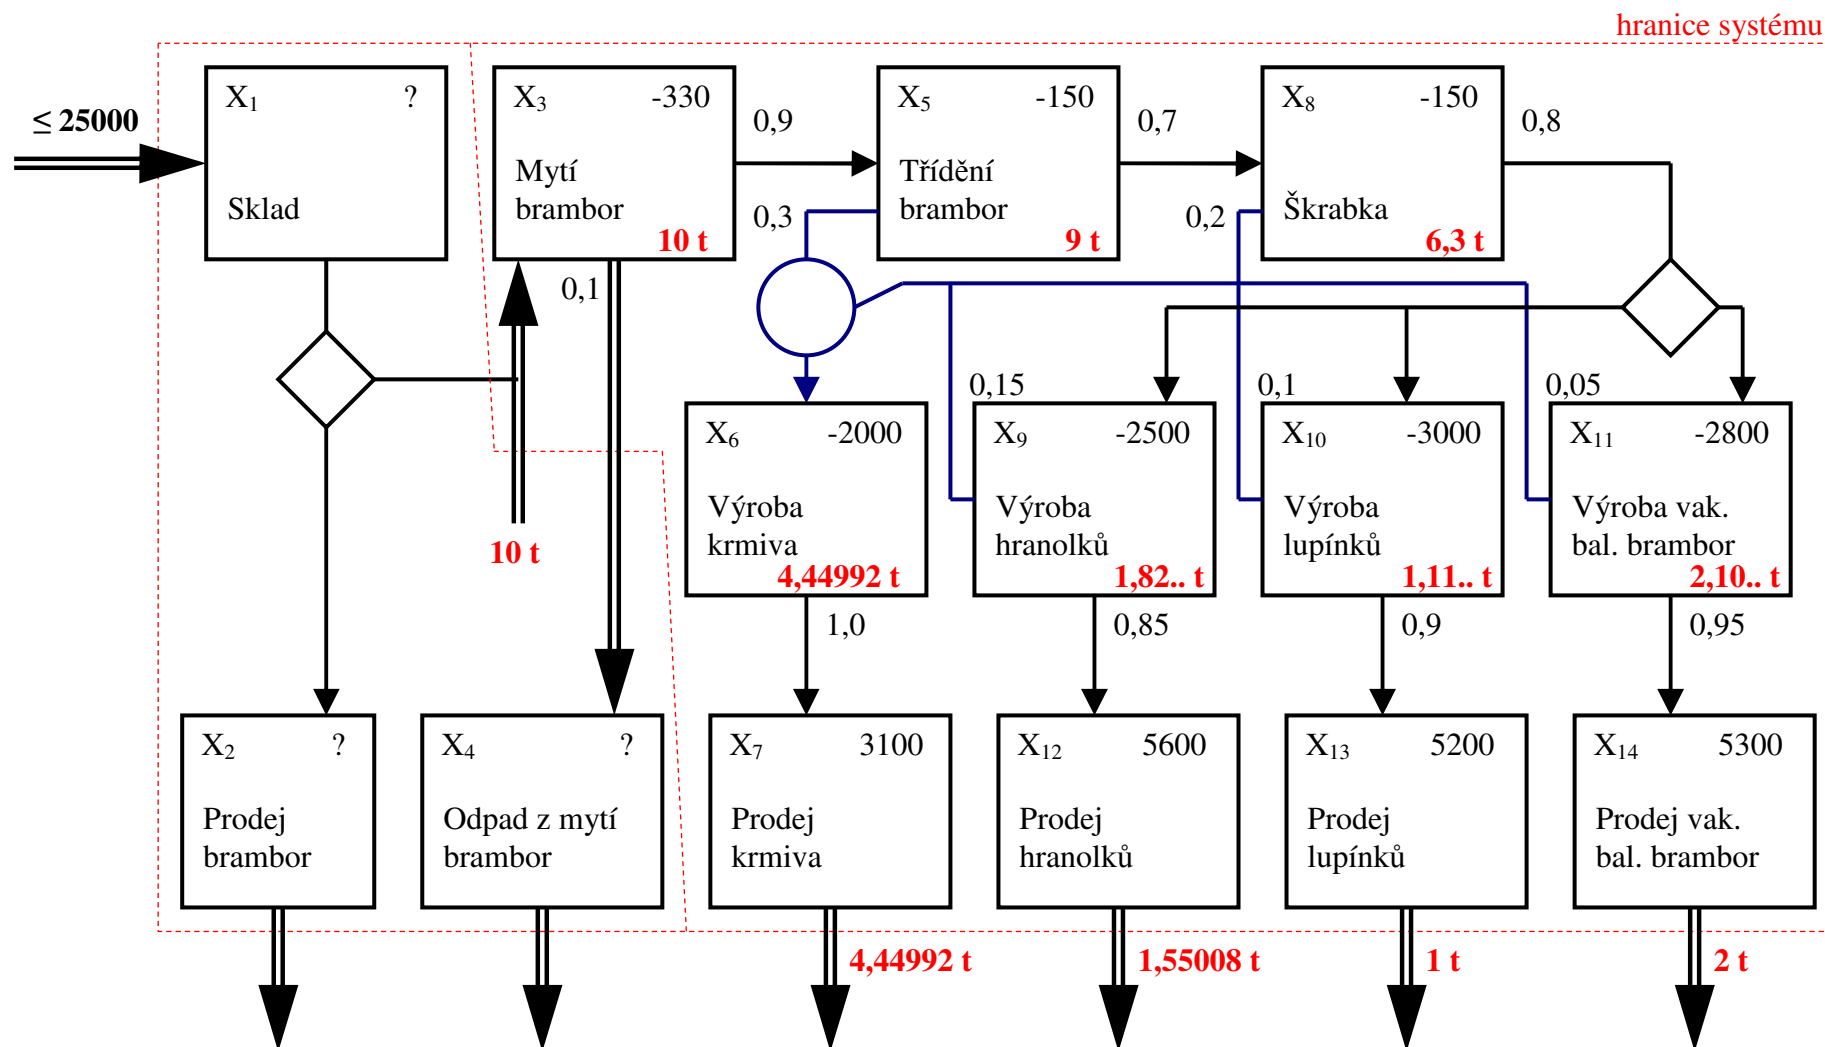 hranice systému
≤ 25000
X1 ?
Sklad
X3 -330
Mytí
brambor
10 t
0,9
X5 -150
Třídění
brambor
9 t
0,7
X8 -150
Škrabka
6,3 t
0,8
0,3
0,2
0,1
10 t
0,15
0,1
0,05
X6 -2000
Výroba
krmiva
4,44992 t
X9 -2500
Výroba
hranolků
1,82.. t
X10 -3000
Výroba
lupínků
1,11.. t
X11 -2800
Výroba vak.
bal. brambor
2,10.. t
1,0
0,85
0,9
0,95
X2 ?
Prodej
brambor
X4 ?
Odpad z mytí
brambor
X7 3100
Prodej
krmiva
X12 5600
Prodej
hranolků
X13 5200
Prodej
lupínků
X14 5300
Prodej vak.
bal. brambor
4,44992 t
1,55008 t
1 t
2 t